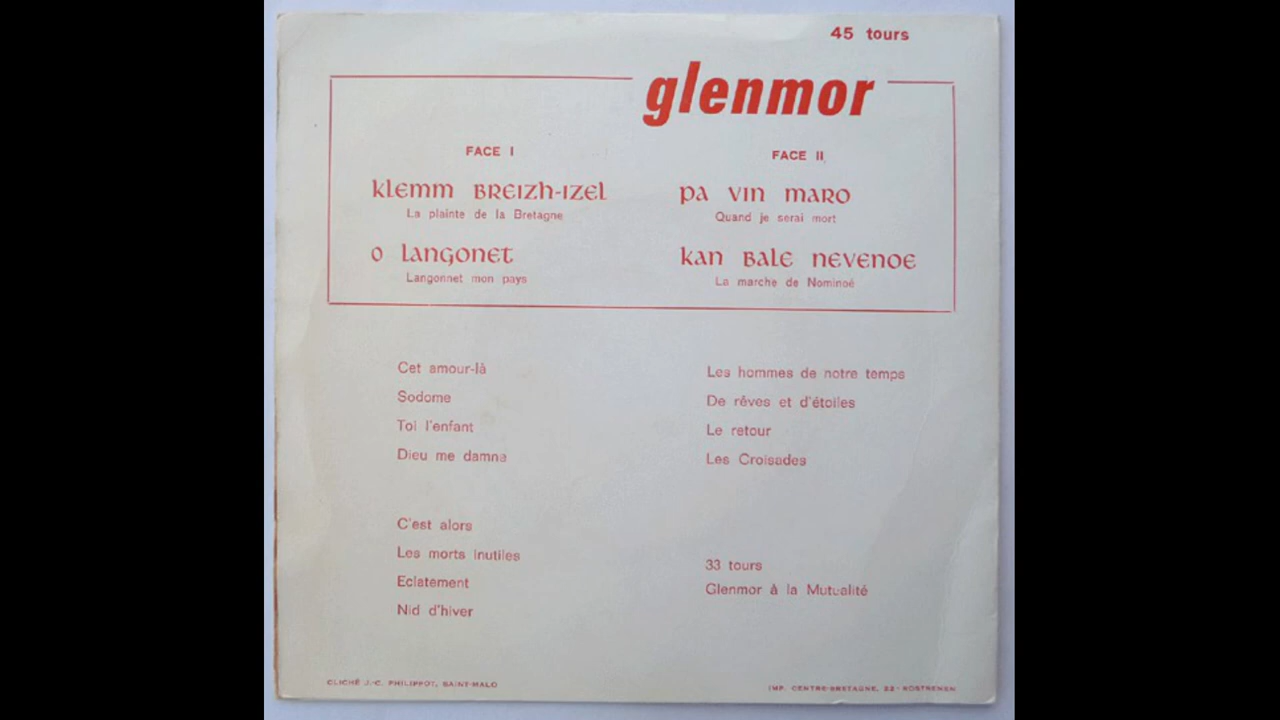 45 tours
glenmor
FACE I
KLEMM BREIZH-IZEL
La plainte de la Bretagne
O LANGONET
Langonnet mon pays
FACE II
PA VIN MARO
Quand je serai mort
KAN BALE NEVENOE
La marche de Nominoé
Cet amour-là
Sodome
Toi l'enfant
Dieu me damne
Les hommes de notre temps
De rêves et d'étoiles
Le retour
Les Croisades
C'est alors
Les morts inutiles
Eclatement
Nid d'hiver
33 tours
Glenmor à la Mutualité
CLICHÉ J.-C. PHILIPPOT, SAINT-MALO
IMP. CENTRE-BRETAGNE, 22 - ROSTRENEN